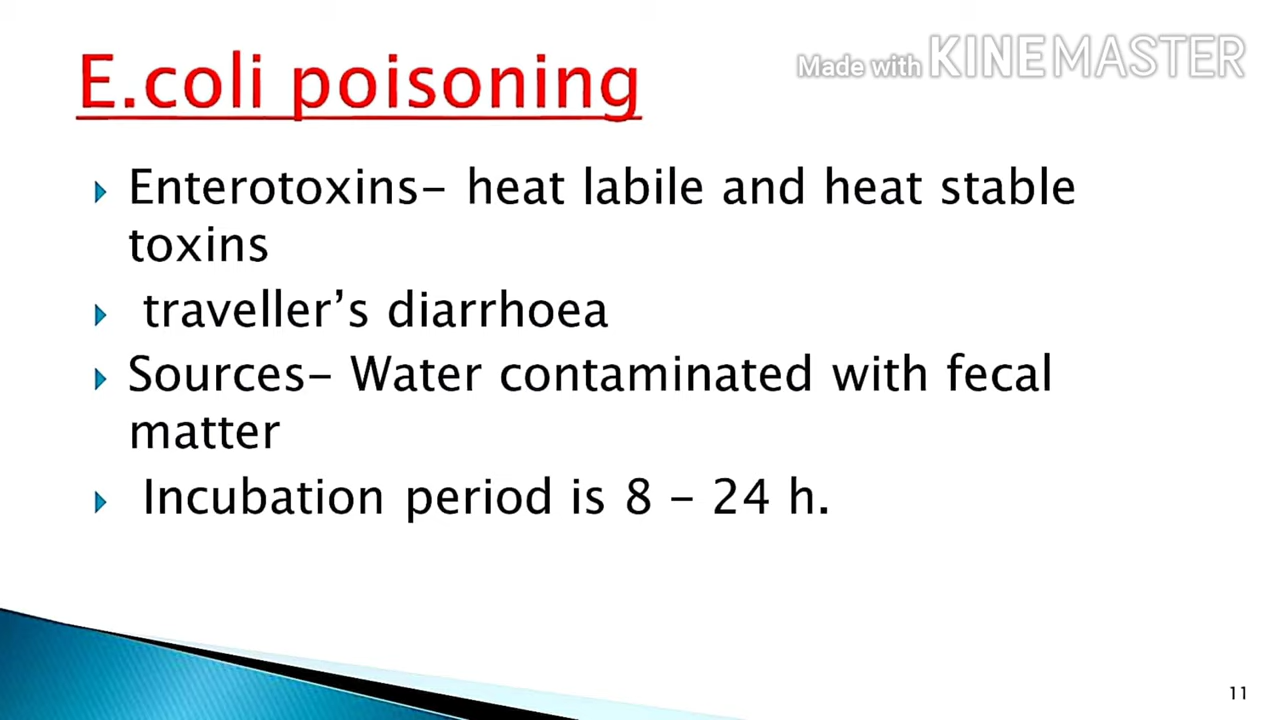 Made with KINEMASTER
E.coli poisoning
Enterotoxins– heat labile and heat stable
toxins
traveller’s diarrhoea
Sources– Water contaminated with fecal
matter
Incubation period is 8 – 24 h.
11